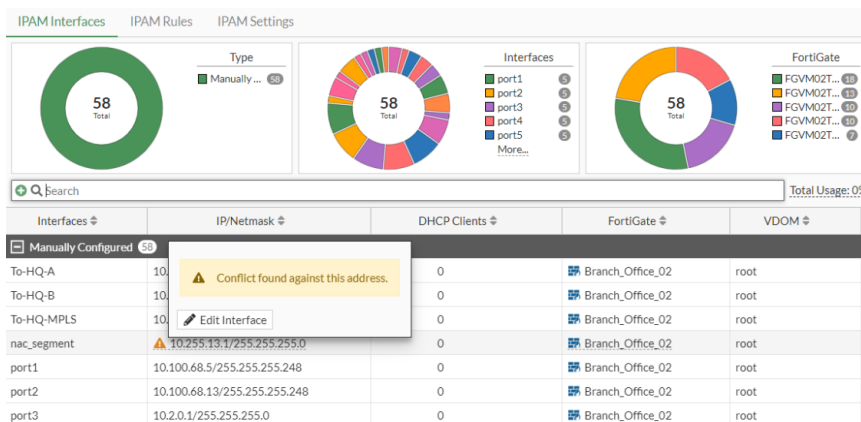 IPAM Interfaces IPAM Rules IPAM Settings
Type
Manually ... 58
58
Total
Interfaces
port1 5
port2 5
port3 5
port4 5
port5 5
More...
58
Total
FortiGate
FGVM02T... 18
FGVM02T... 13
FGVM02T... 10
FGVM02T... 10
FGVM02T... 7
58
Total
Search
Total Usage: 0%
Interfaces IP/Netmask DHCP Clients FortiGate VDOM
Manually Configured 58
To-HQ-A 10. 0 Branch_Office_02 root
Conflict found against this address.
To-HQ-B 10. 0 Branch_Office_02 root
To-HQ-MPLS 10. 0 Branch_Office_02 root
Edit Interface
nac_segment 10.255.13.1/255.255.255.0 0 Branch_Office_02 root
port1 10.100.68.5/255.255.255.248 0 Branch_Office_02 root
port2 10.100.68.13/255.255.255.248 0 Branch_Office_02 root
port3 10.2.0.1/255.255.255.0 0 Branch_Office_02 root